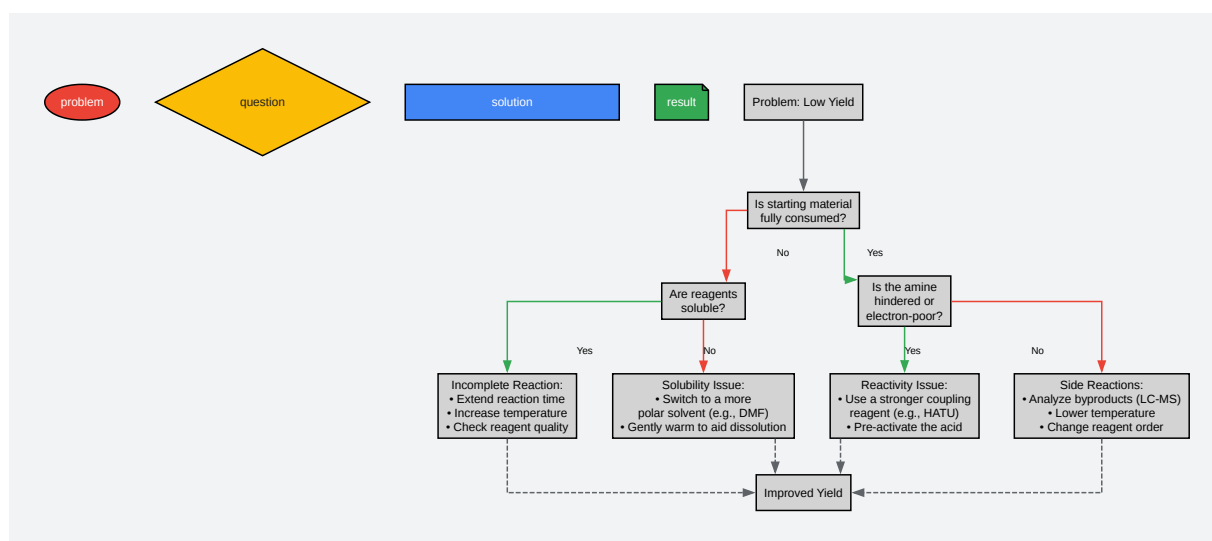 problem
question
solution
result
Problem: Low Yield
Is starting material
fully consumed?
No
Yes
Are reagents
soluble?
Is the amine
hindered or
electron-poor?
Yes
No
Yes
No
Incomplete Reaction:
• Extend reaction time
• Increase temperature
• Check reagent quality
Solubility Issue:
• Switch to a more
polar solvent (e.g., DMF)
• Gently warm to aid dissolution
Reactivity Issue:
• Use a stronger coupling
reagent (e.g., HATU)
• Pre-activate the acid
Side Reactions:
• Analyze byproducts (LC-MS)
• Lower temperature
• Change reagent order
Improved Yield